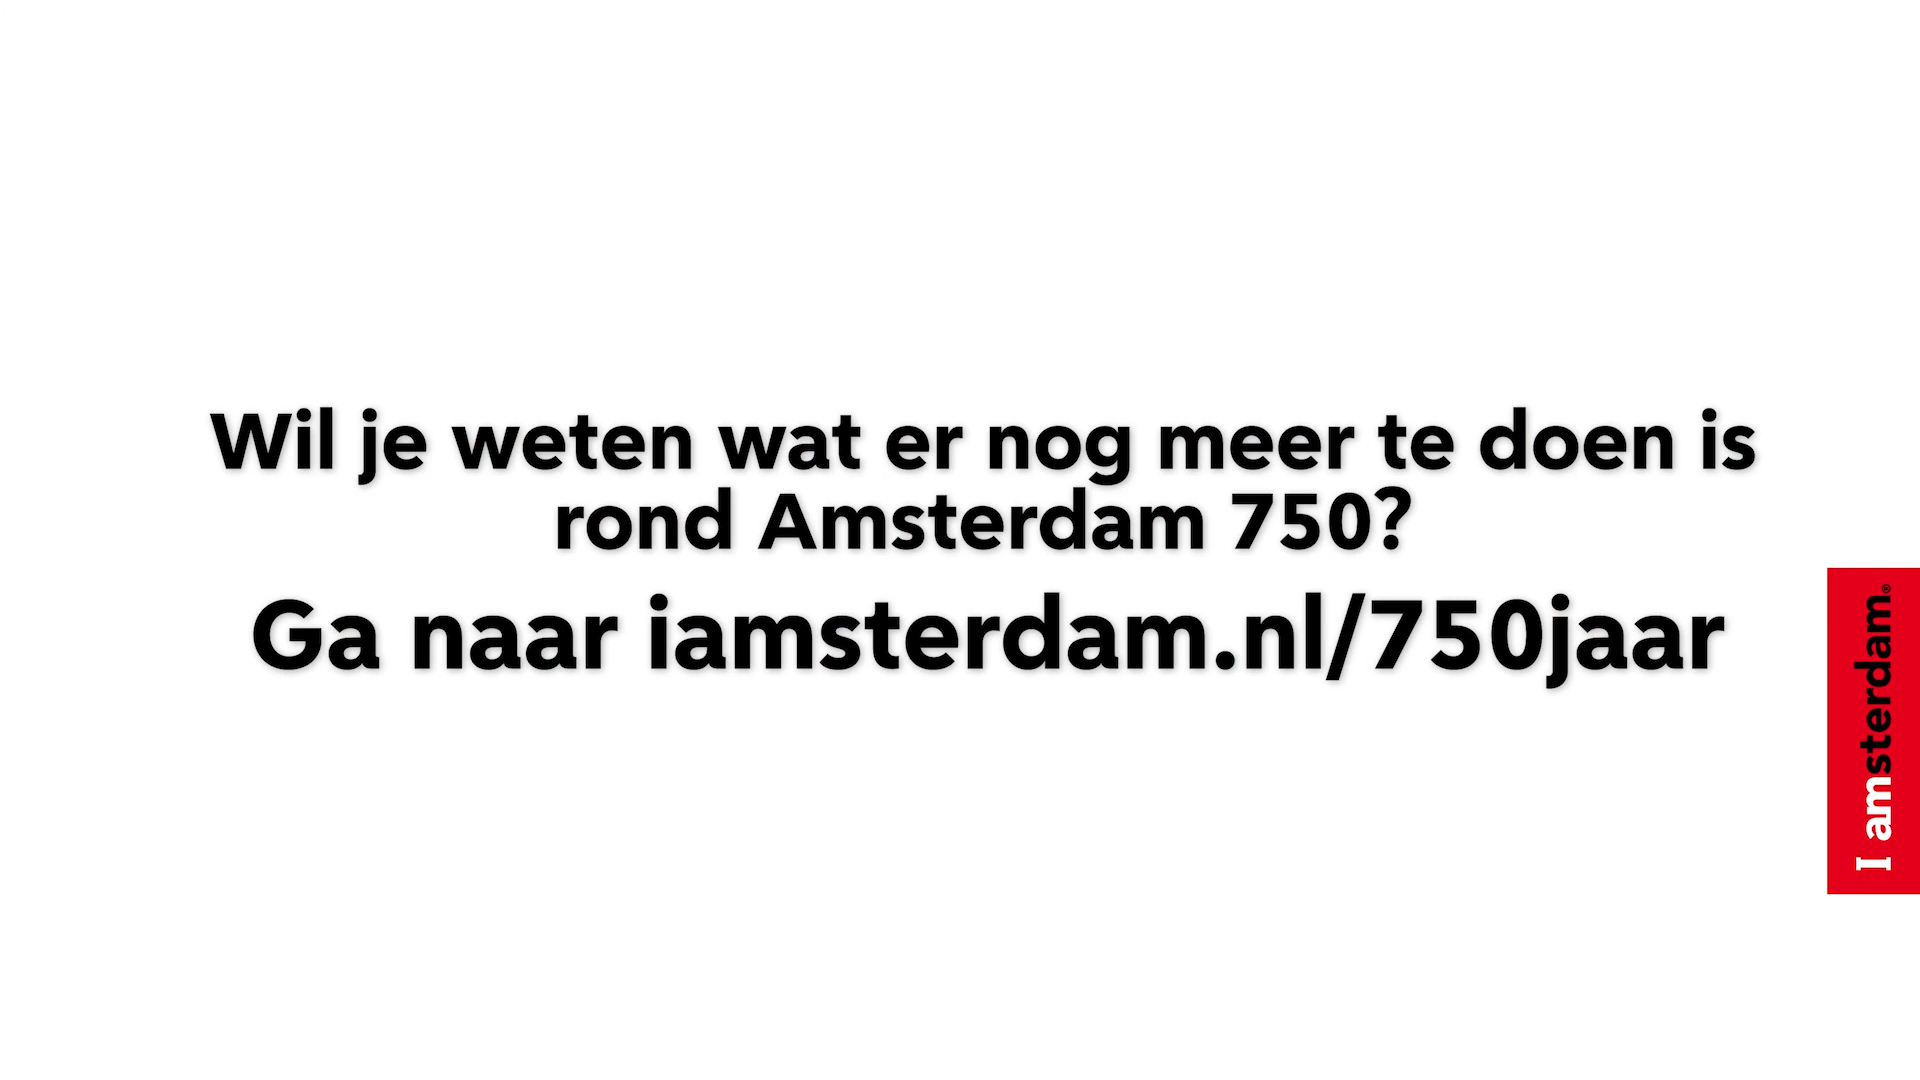 Wil je weten wat er nog meer te doen is
rond Amsterdam 750?
Ga naar iamsterdam.nl/750jaar
I amsterdam®